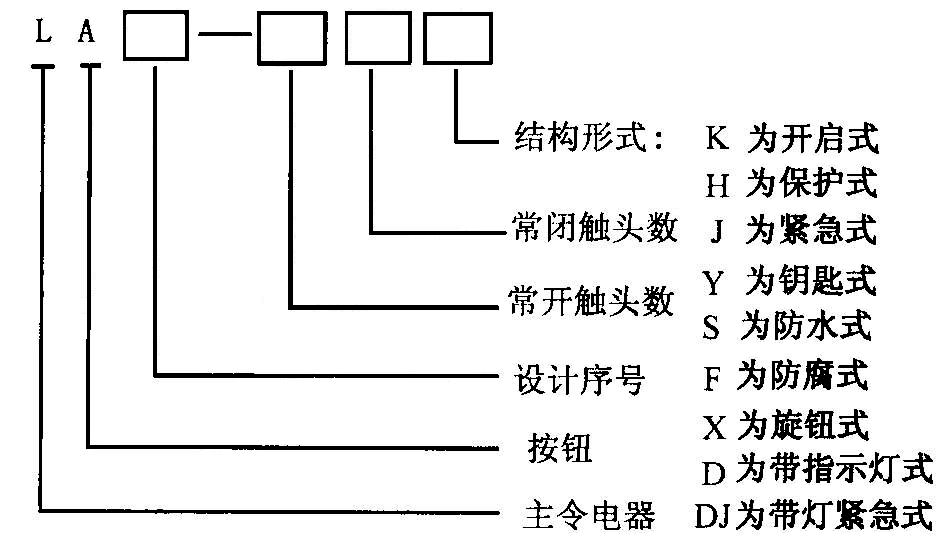 L A —
结构形式: K 为开启式
H 为保护式
常闭触头数 J 为紧急式
Y 为钥匙式
常开触头数
S 为防水式
设计序号 F 为防腐式
X 为旋钮式
按钮
D 为带指示灯式
主令电器 DJ为带灯紧急式